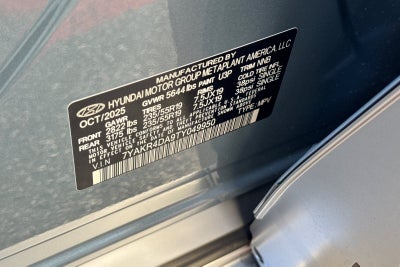 MANUFACTURED BY
HYUNDAI MOTOR GROUP METAPLANT AMERICA, LLC
OCT/2025 GVWR 5644 lbs PAINT U3P TRIM NNB
GAWR TIRES RIMS COLD TIRE INFL.
FRONT 2822 lbs 235/55R19 7.5JX19 38psi SINGLE
REAR 3175 lbs 235/55R19 7.5JX19 38psi SINGLE
V.I.N. 7YAKR4DA9TY049950 TYPE: MPV